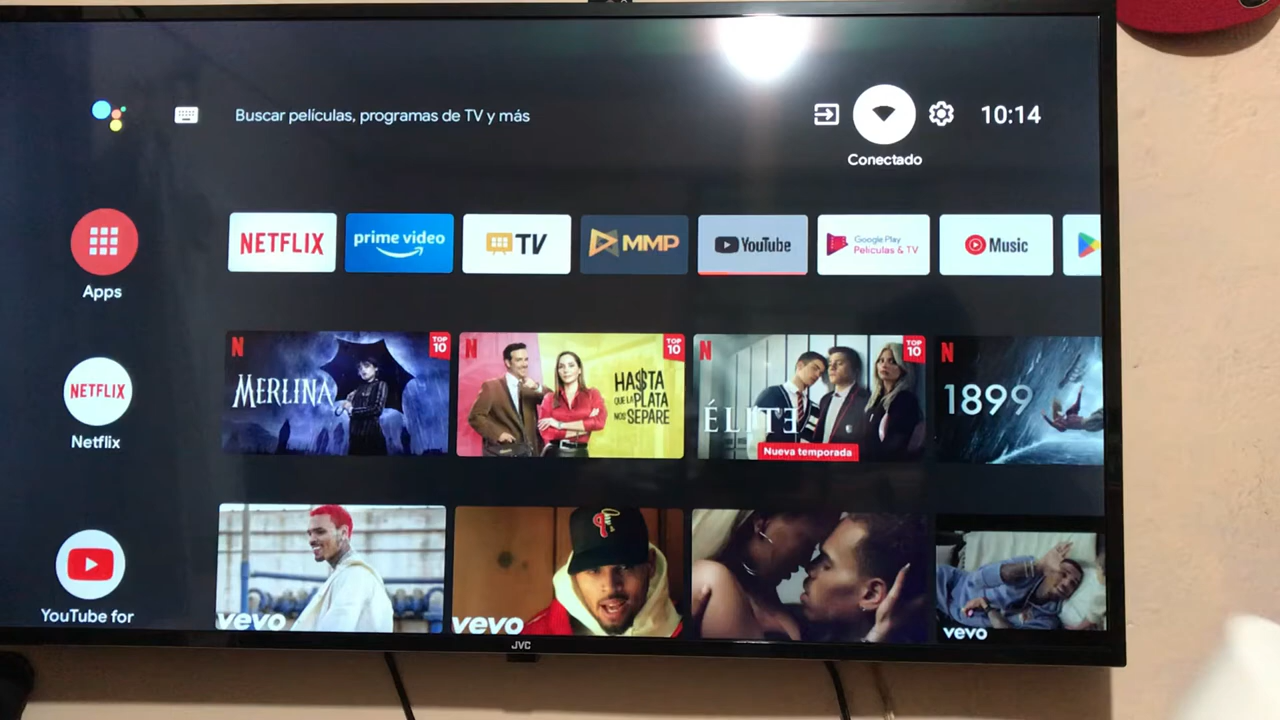 Buscar películas, programas de TV y más
10:14
Conectado
NETFLIX
prime video
TV
MMP
YouTube
Google Play
Películas & TV
Music
Apps
N
MERLINA
TOP
10
N
HA$TA
QUE LA PLATA
NOS SEPARE
TOP
10
N
ÉLITE
TOP
10
Nueva temporada
N
1899
NETFLIX
Netflix
vevo
vevo
vevo
YouTube for
JVC